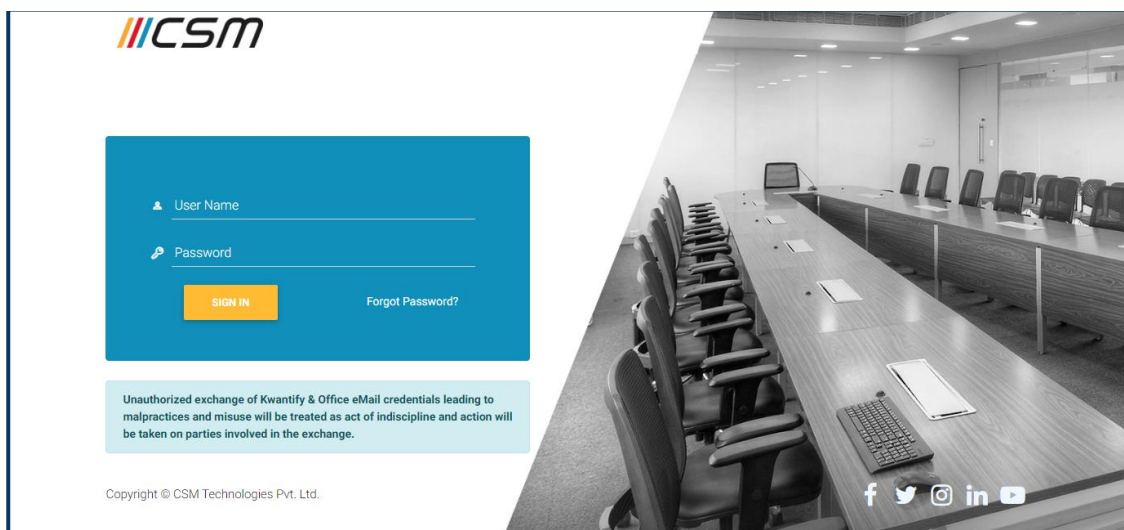 CSM
User Name
Password
SIGN IN
Forgot Password?
Unauthorized exchange of Kwantify & Office eMail credentials leading to
malpractices and misuse will be treated as act of indiscipline and action will
be taken on parties involved in the exchange.
Copyright © CSM Technologies Pvt. Ltd.